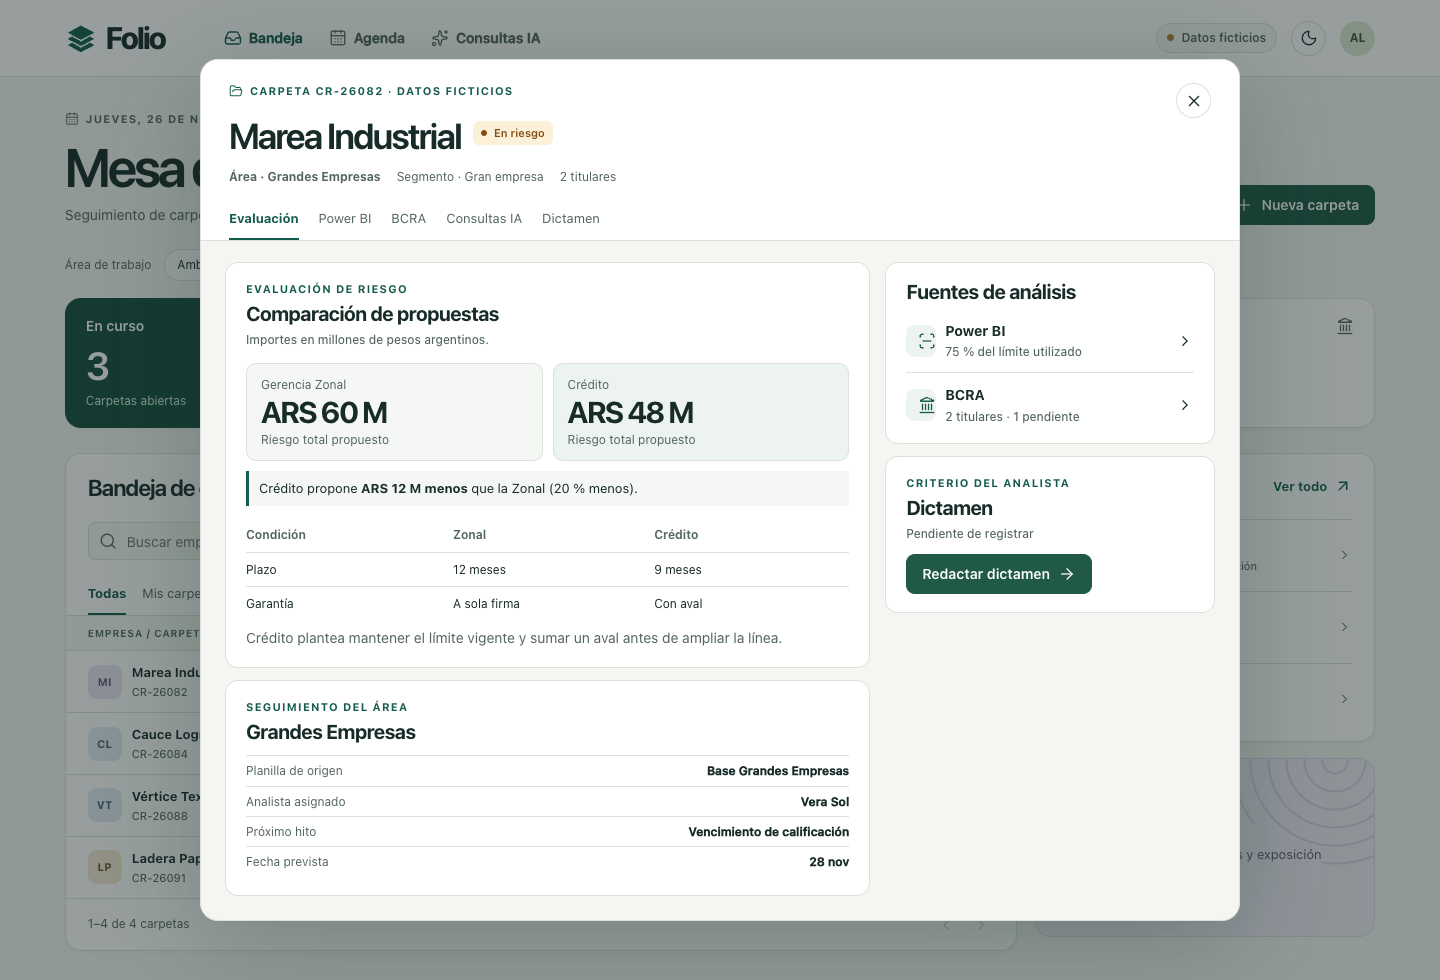 Folio
Bandeja
Agenda
Consultas IA
Datos ficticios
AL
JUEVES, 26 DE N
Mesa
Seguimiento de carp
Nueva carpeta
Área de trabajo
Amb
En curso
3
Carpetas abiertas
Bandeja de
Ver todo
Buscar emp
Todas
Mis carpe
EMPRESA / CARPET
MI
Marea Indu
CR-26082
CL
Cauce Log
CR-26084
VT
Vértice Tex
CR-26088
LP
Ladera Pap
CR-26091
1–4 de 4 carpetas
ción
s y exposición
CARPETA CR-26082 · DATOS FICTICIOS
Marea Industrial
En riesgo
Área · Grandes Empresas
Segmento · Gran empresa
2 titulares
Evaluación
Power BI
BCRA
Consultas IA
Dictamen
EVALUACIÓN DE RIESGO
Comparación de propuestas
Importes en millones de pesos argentinos.
Gerencia Zonal
ARS 60 M
Riesgo total propuesto
Crédito
ARS 48 M
Riesgo total propuesto
Crédito propone ARS 12 M menos que la Zonal (20 % menos).
Condición Zonal Crédito
Plazo 12 meses 9 meses
Garantía A sola firma Con aval
Crédito plantea mantener el límite vigente y sumar un aval antes de ampliar la línea.
SEGUIMIENTO DEL ÁREA
Grandes Empresas
Planilla de origen Base Grandes Empresas
Analista asignado Vera Sol
Próximo hito Vencimiento de calificación
Fecha prevista 28 nov
Fuentes de análisis
Power BI
75 % del límite utilizado
BCRA
2 titulares · 1 pendiente
CRITERIO DEL ANALISTA
Dictamen
Pendiente de registrar
Redactar dictamen